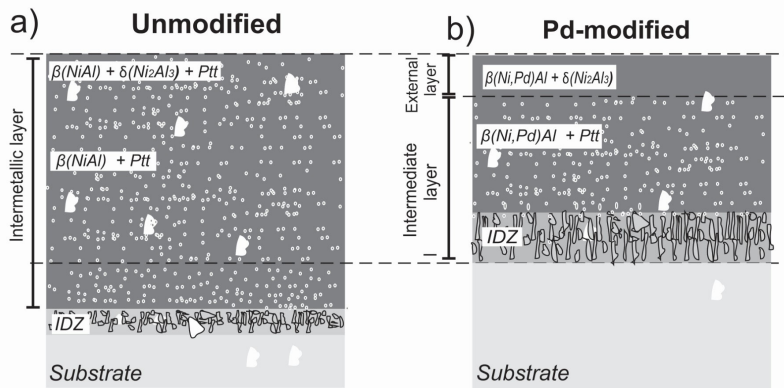 a)
Unmodified
Intermetallic layer
β(NiAl) + δ(Ni₂Al₃) + Ptt
β(NiAl) + Ptt
IDZ
Substrate
b)
Pd-modified
External
layer
Intermediate
layer
β(Ni,Pd)Al + δ(Ni₂Al₃)
β(Ni,Pd)Al + Ptt
IDZ